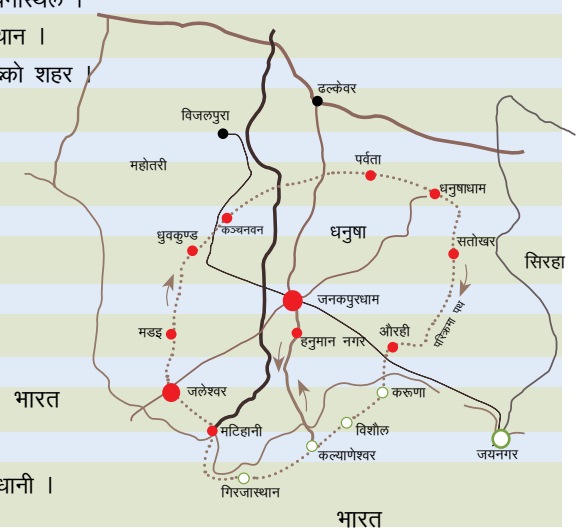 थान ।
को शहर ।
ढल्केवर
विजलपुरा
पर्वता
महोतरी
धनुषाधाम
कञ्चनवन
धुवकुण्ड
धनुषा
सतोखर
सिरहा
जनकपुरधाम
परिक्रमा पथ
मडइ
हनुमान नगर
औरही
जलेश्वर
करूणा
भारत
मटिहानी
विशौल
कल्याणेश्वर
जयनगर
धानी ।
गिरजास्थान
भारत